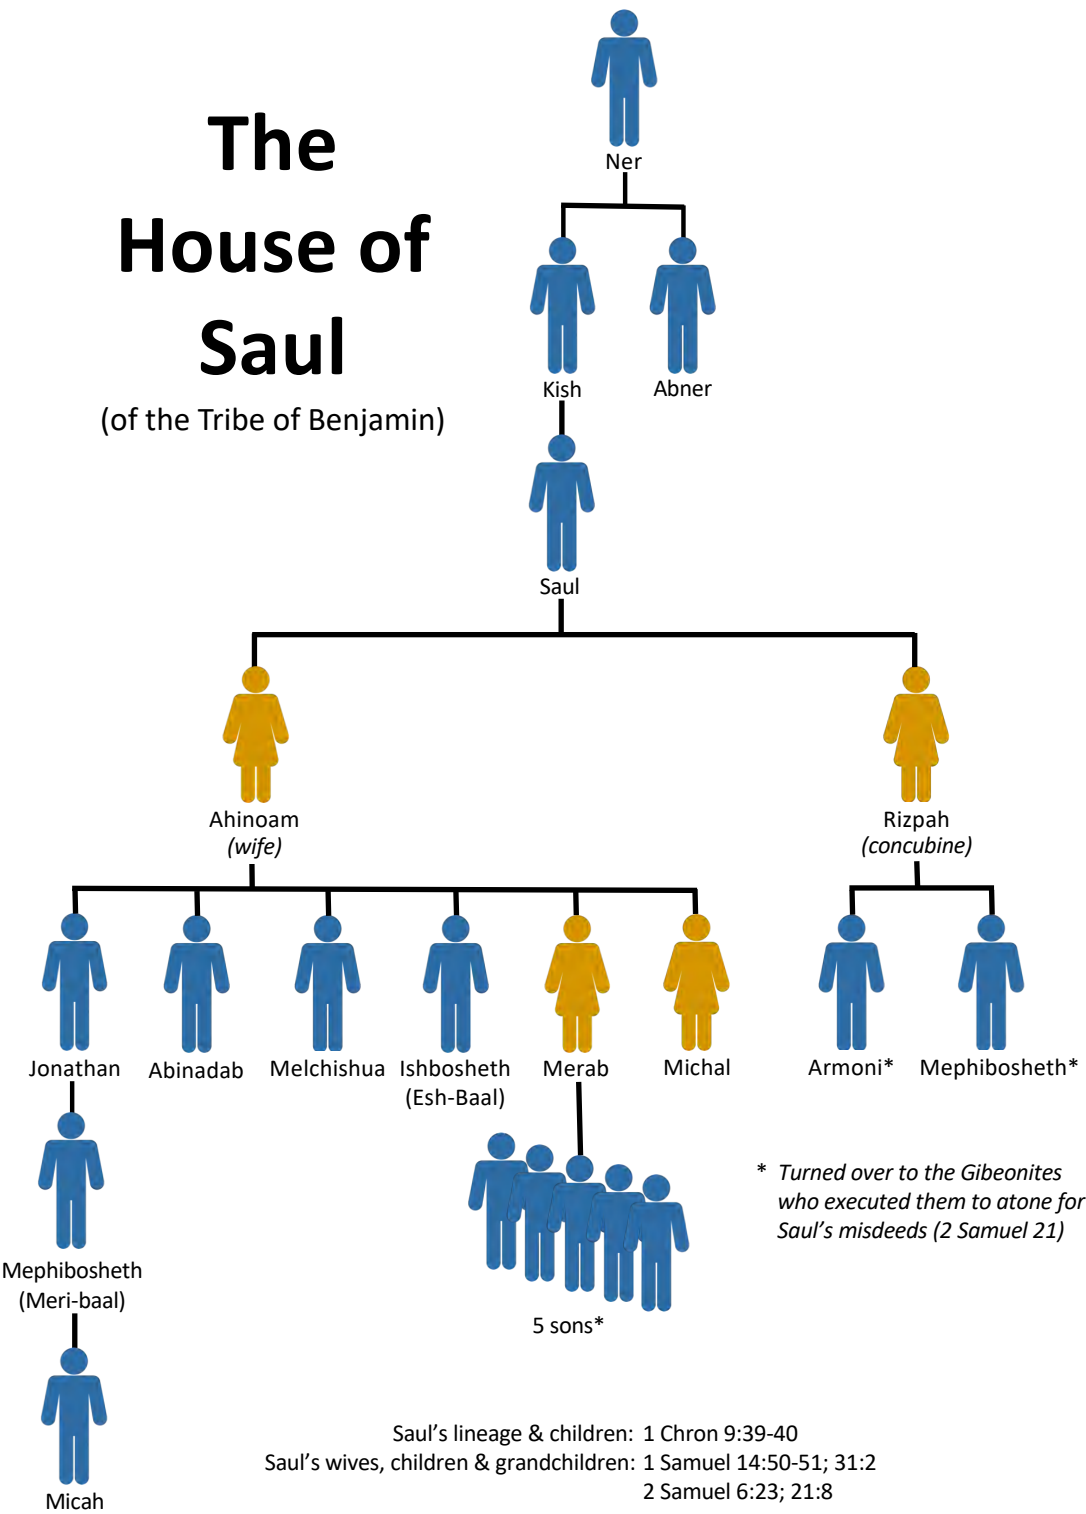 The
House of
Saul
(of the Tribe of Benjamin)
Ner
Kish
Abner
Saul
Ahinoam
(wife)
Rizpah
(concubine)
Jonathan
Abinadab
Melchishua
Ishbosheth
(Esh-Baal)
Merab
Michal
Armoni*
Mephibosheth*
* Turned over to the Gibeonites
who executed them to atone for
Saul's misdeeds (2 Samuel 21)
Mephibosheth
(Meri-baal)
5 sons*
Micah
Saul's lineage & children: 1 Chron 9:39-40
Saul's wives, children & grandchildren: 1 Samuel 14:50-51; 31:2
2 Samuel 6:23; 21:8